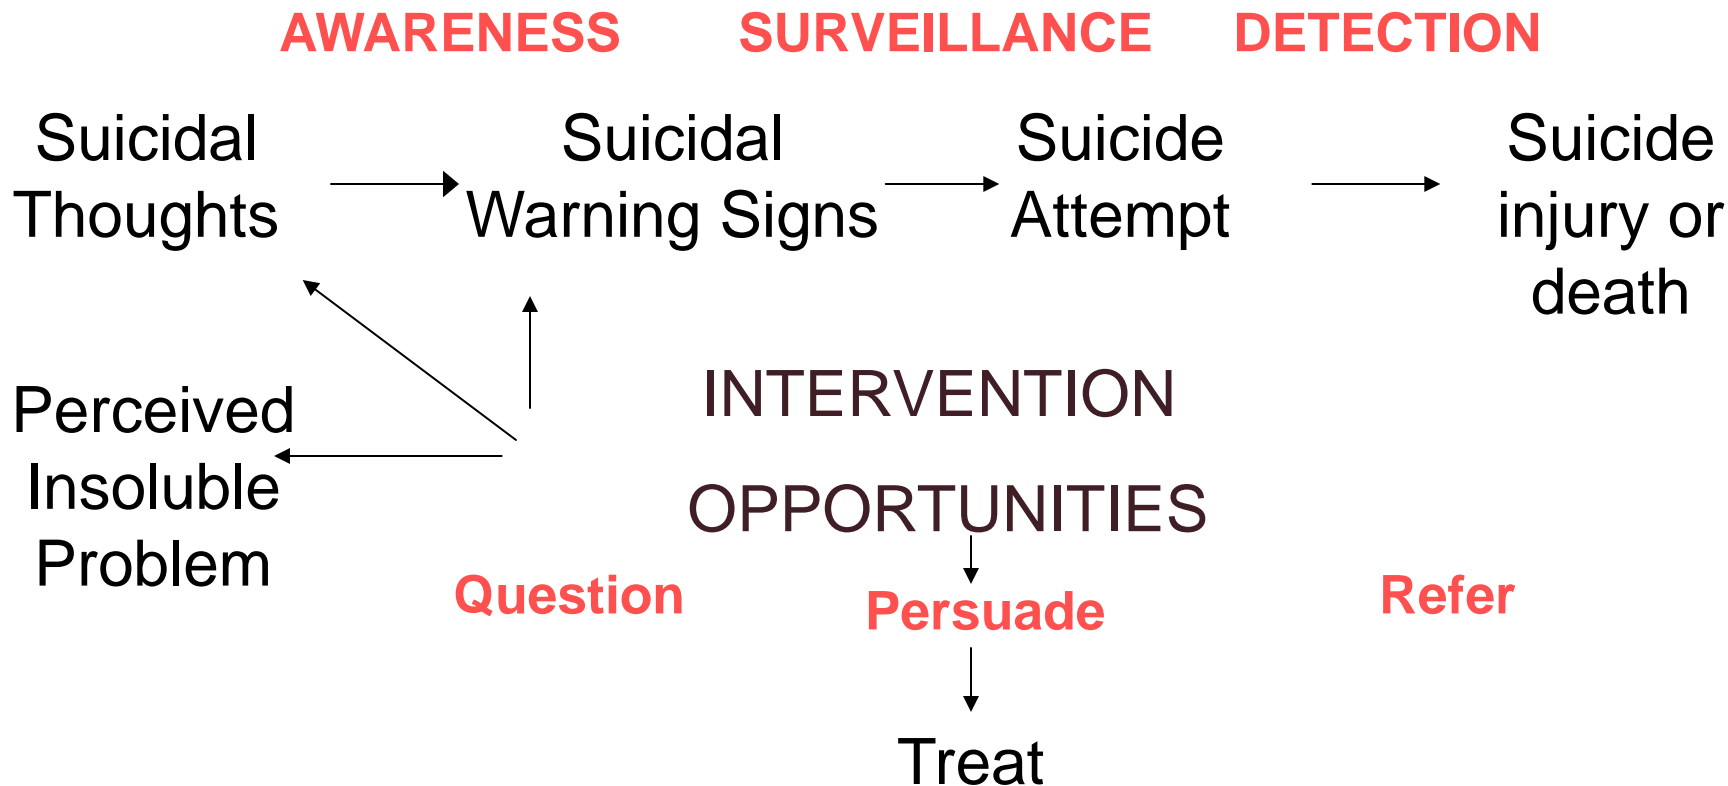 AWARENESS SURVEILLANCE DETECTION
Suicidal
Thoughts
Suicidal
Warning Signs
Suicide
Attempt
Suicide
injury or
death
Perceived
Insoluble
Problem
INTERVENTION
OPPORTUNITIES
Question Persuade Refer
Treat